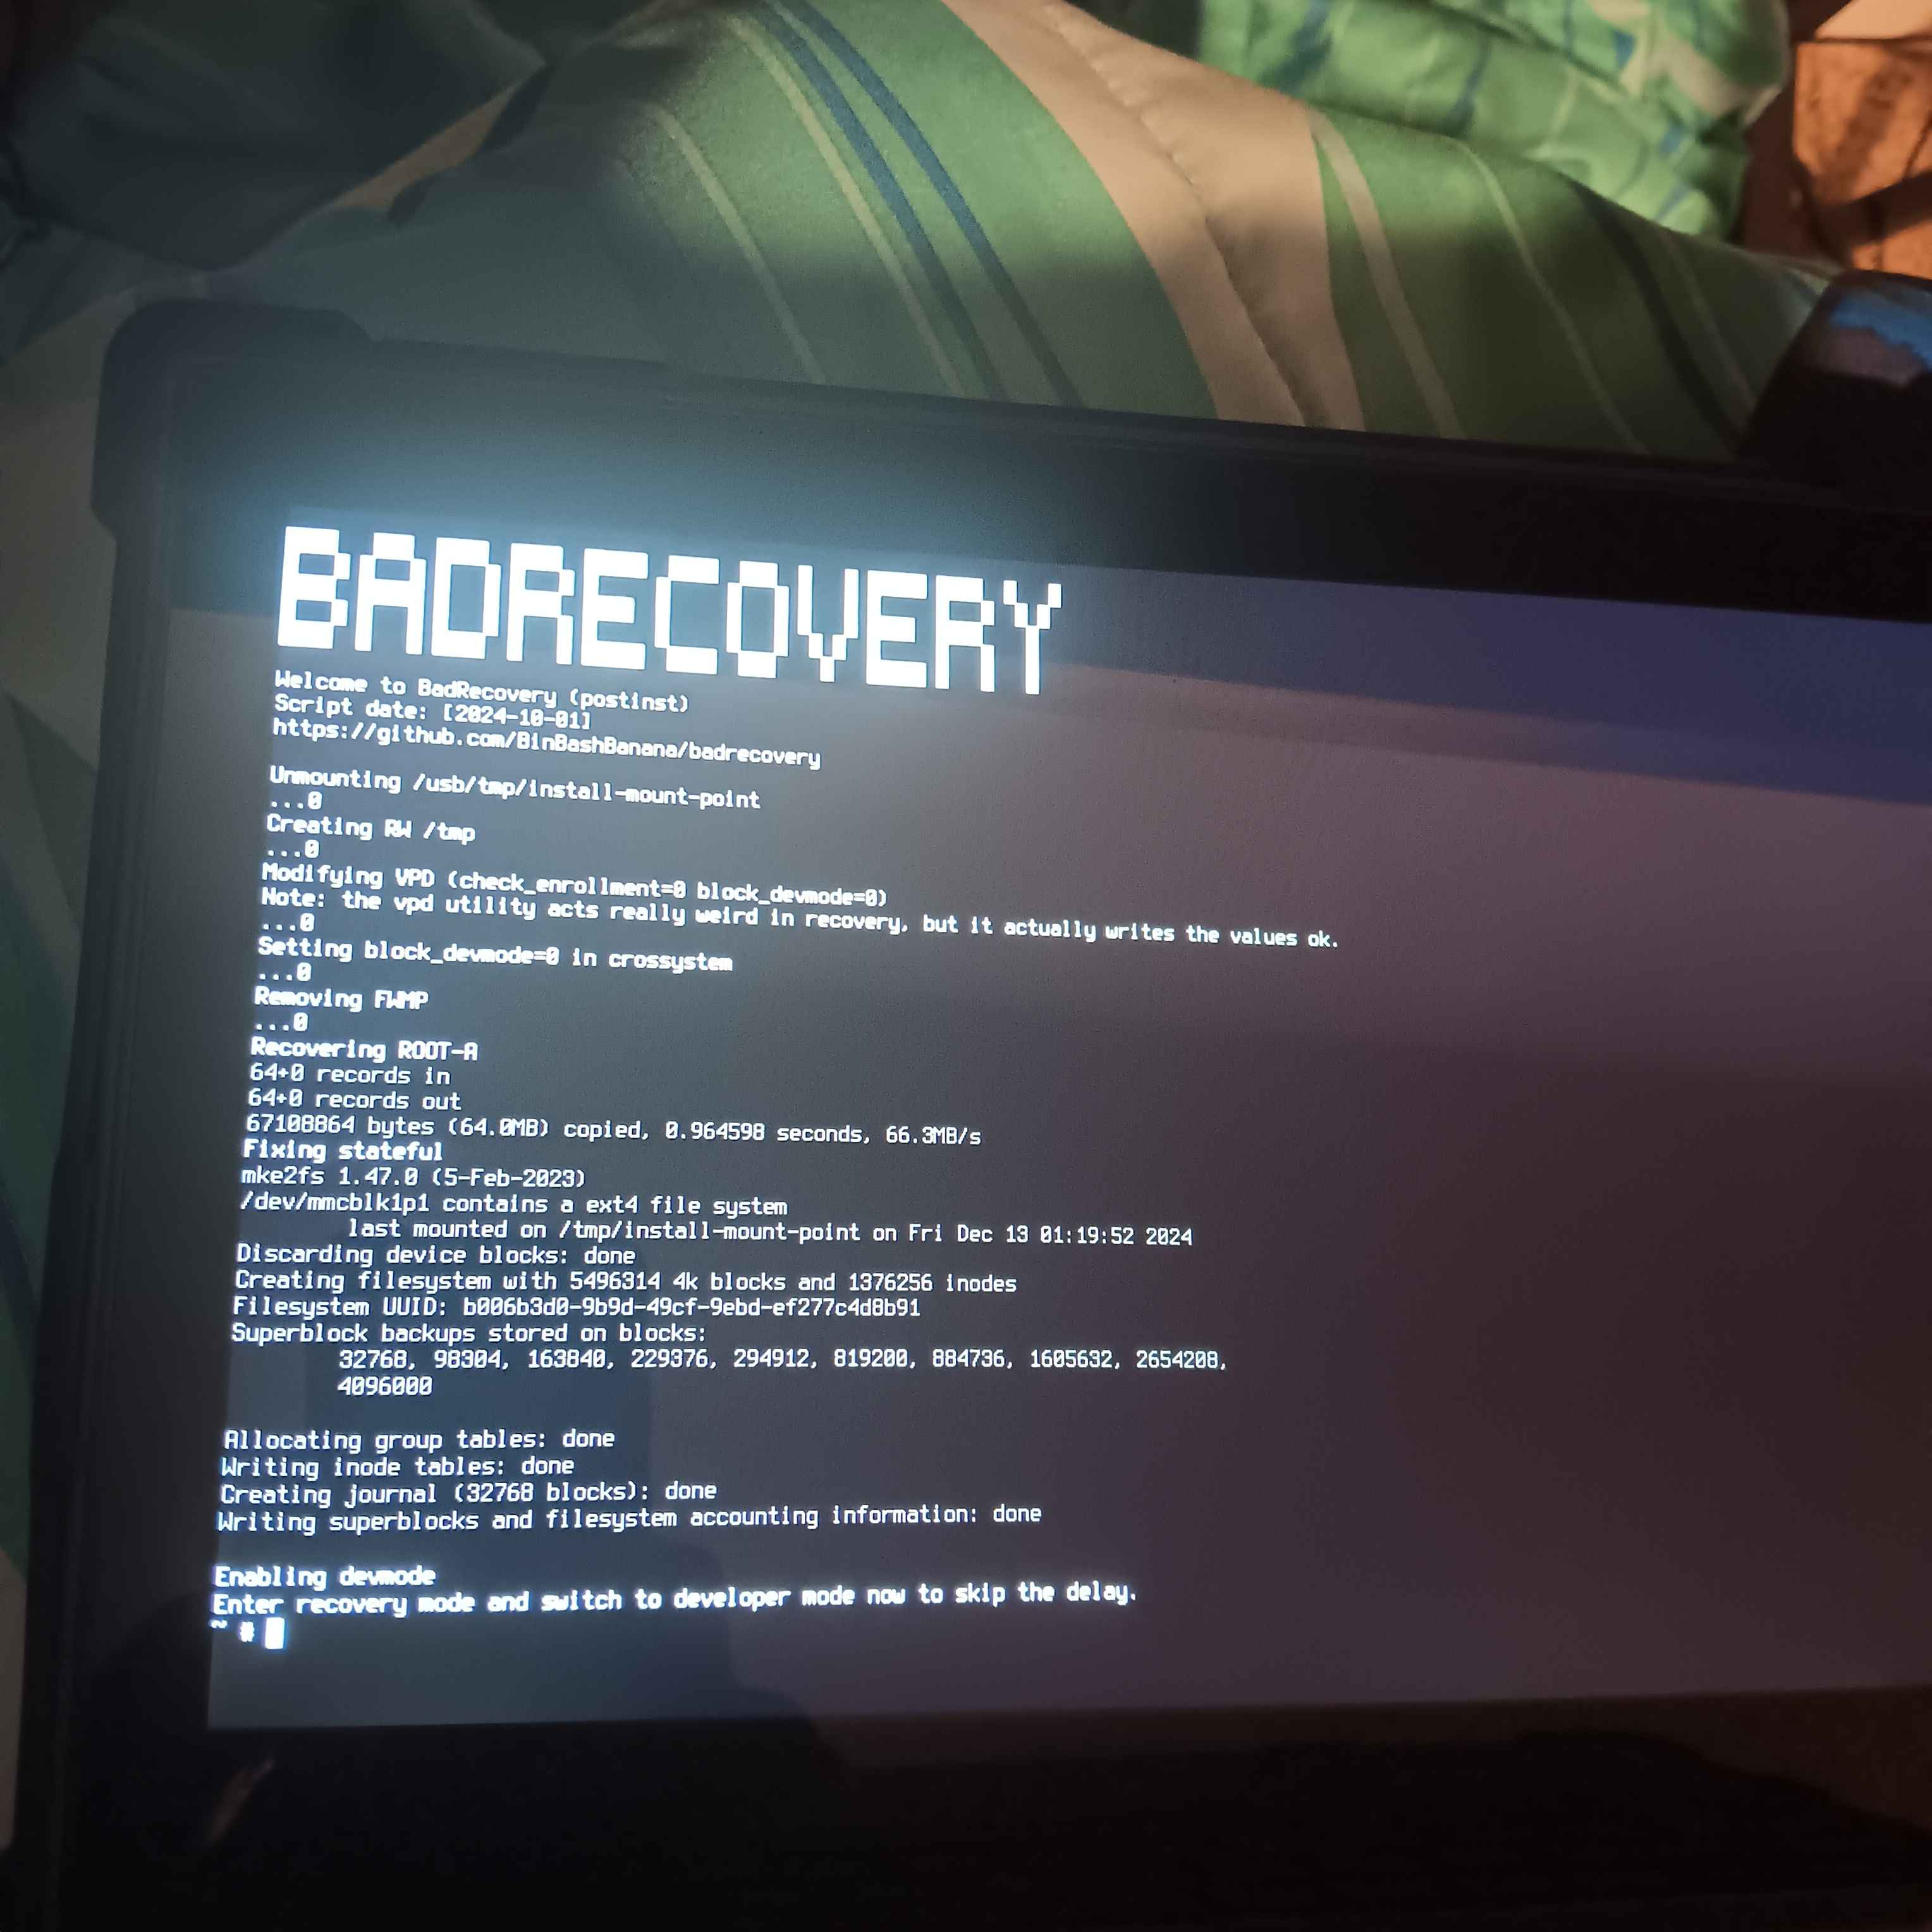 BADRECOVERY
Welcome to BadRecovery (postinst)
Script date: [2024-10-01]
https://github.com/BinBashBanana/badrecovery
Unmounting /usb/tmp/install-mount-point
...0
Creating RW /tmp
...0
Modifying VPD (check_enrollment=0 block_devmode=0)
Note: the vpd utility acts really weird in recovery, but it actually writes the values ok.
...0
Setting block_devmode=0 in crossystem
...0
Removing FWMP
...0
Recovering ROOT-A
64+0 records in
64+0 records out
67108864 bytes (64.0MB) copied, 0.964598 seconds, 66.3MB/s
Fixing stateful
mke2fs 1.47.0 (5-Feb-2023)
/dev/mmcblk1p1 contains a ext4 file system
last mounted on /tmp/install-mount-point on Fri Dec 13 01:19:52 2024
Discarding device blocks: done
Creating filesystem with 5496314 4k blocks and 1376256 inodes
Filesystem UUID: b006b3d0-9b9d-49cf-9ebd-ef277c4d8b91
Superblock backups stored on blocks:
32768, 98304, 163840, 229376, 294912, 819200, 884736, 1605632, 2654208,
4096000
Allocating group tables: done
Writing inode tables: done
Creating journal (32768 blocks): done
Writing superblocks and filesystem accounting information: done
Enabling devmode
Enter recovery mode and switch to developer mode now to skip the delay.
~ #